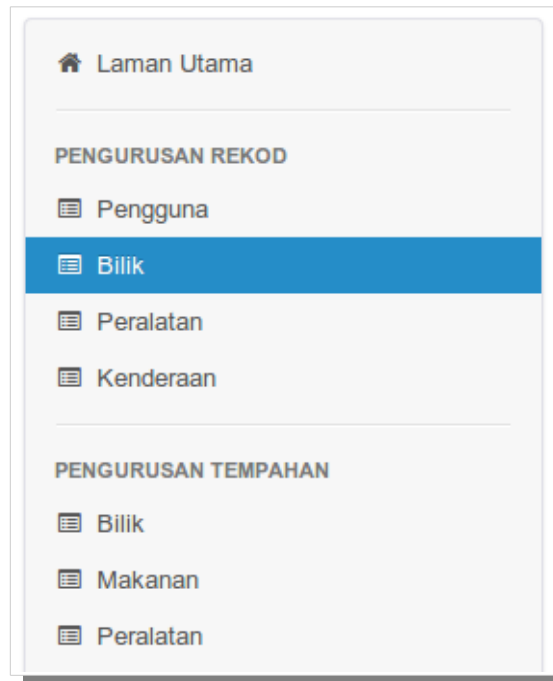 Laman Utama
PENGURUSAN REKOD
Pengguna
Bilik
Peralatan
Kenderaan
PENGURUSAN TEMPAHAN
Bilik
Makanan
Peralatan